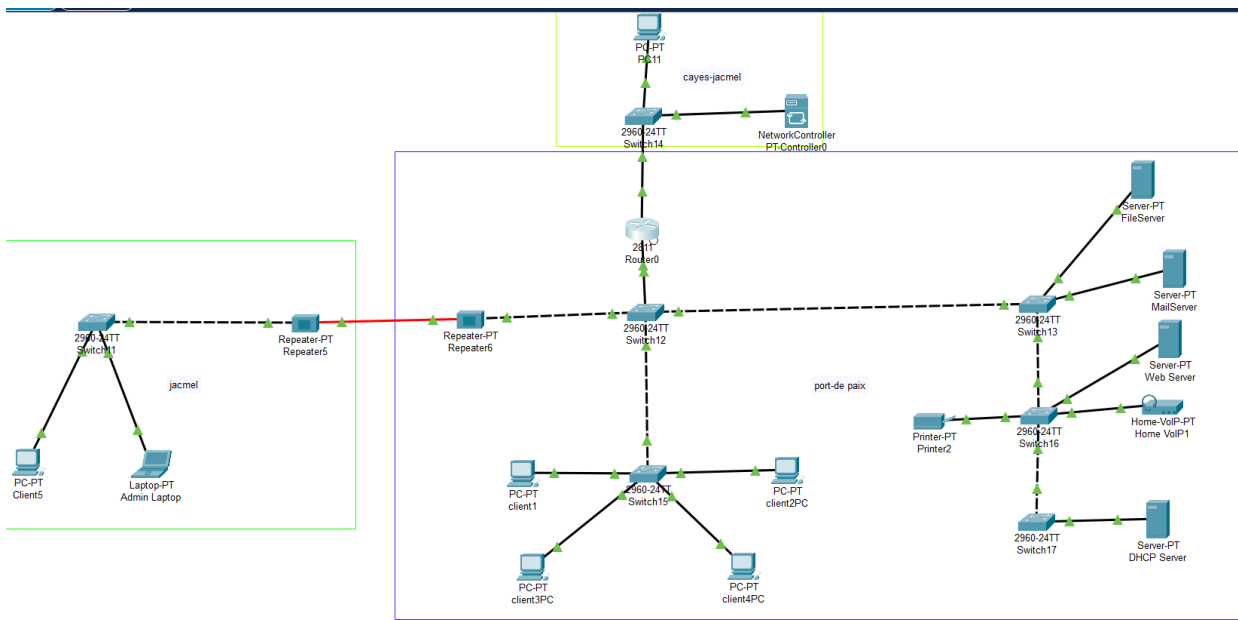 PC-PT
PC11
cayes-jacmel
2960-24TT
Switch14
NetworkController
PT-Controller0
Server-PT
FileServer
2811
Router0
Server-PT
MailServer
2960-24TT
Switch11
Repeater-PT
Repeater5
Repeater-PT
Repeater6
2960-24TT
Switch12
2960-24TT
Switch13
Server-PT
Web Server
jacmel
port-de paix
Printer-PT
Printer2
2960-24TT
Switch16
Home-VoIP-PT
Home VoIP1
PC-PT
Client5
Laptop-PT
Admin Laptop
PC-PT
client1
2960-24TT
Switch15
PC-PT
client2PC
2960-24TT
Switch17
Server-PT
DHCP Server
PC-PT
client3PC
PC-PT
client4PC